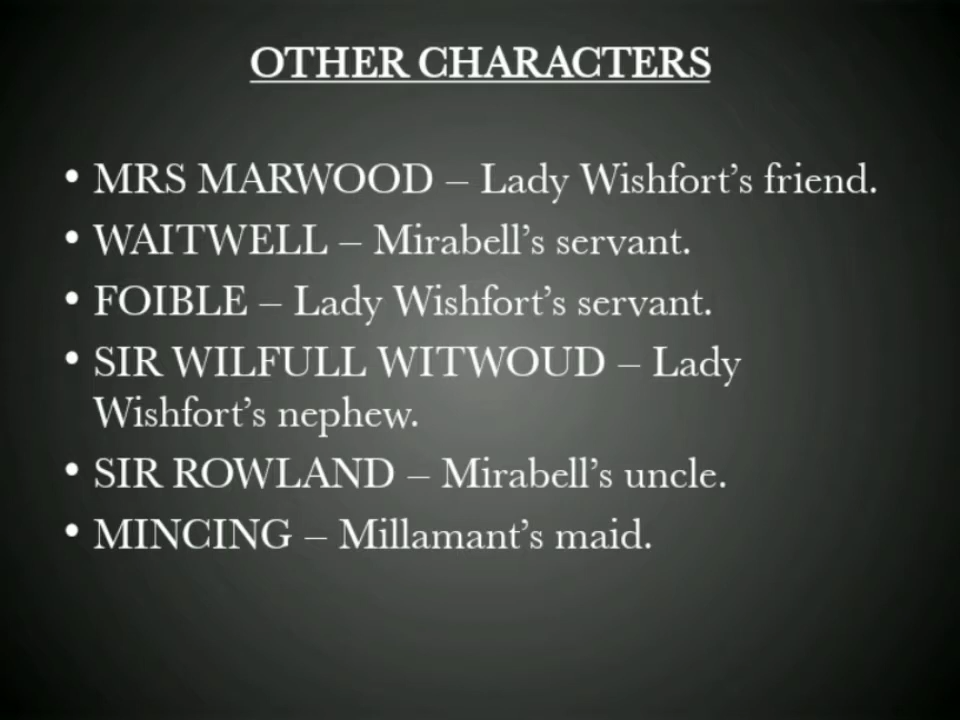 OTHER CHARACTERS
• MRS MARWOOD – Lady Wishfort's friend.
• WAITWELL – Mirabell's servant.
• FOIBLE – Lady Wishfort's servant.
• SIR WILFULL WITWOUD – Lady
Wishfort's nephew.
• SIR ROWLAND – Mirabell's uncle.
• MINCING – Millamant's maid.